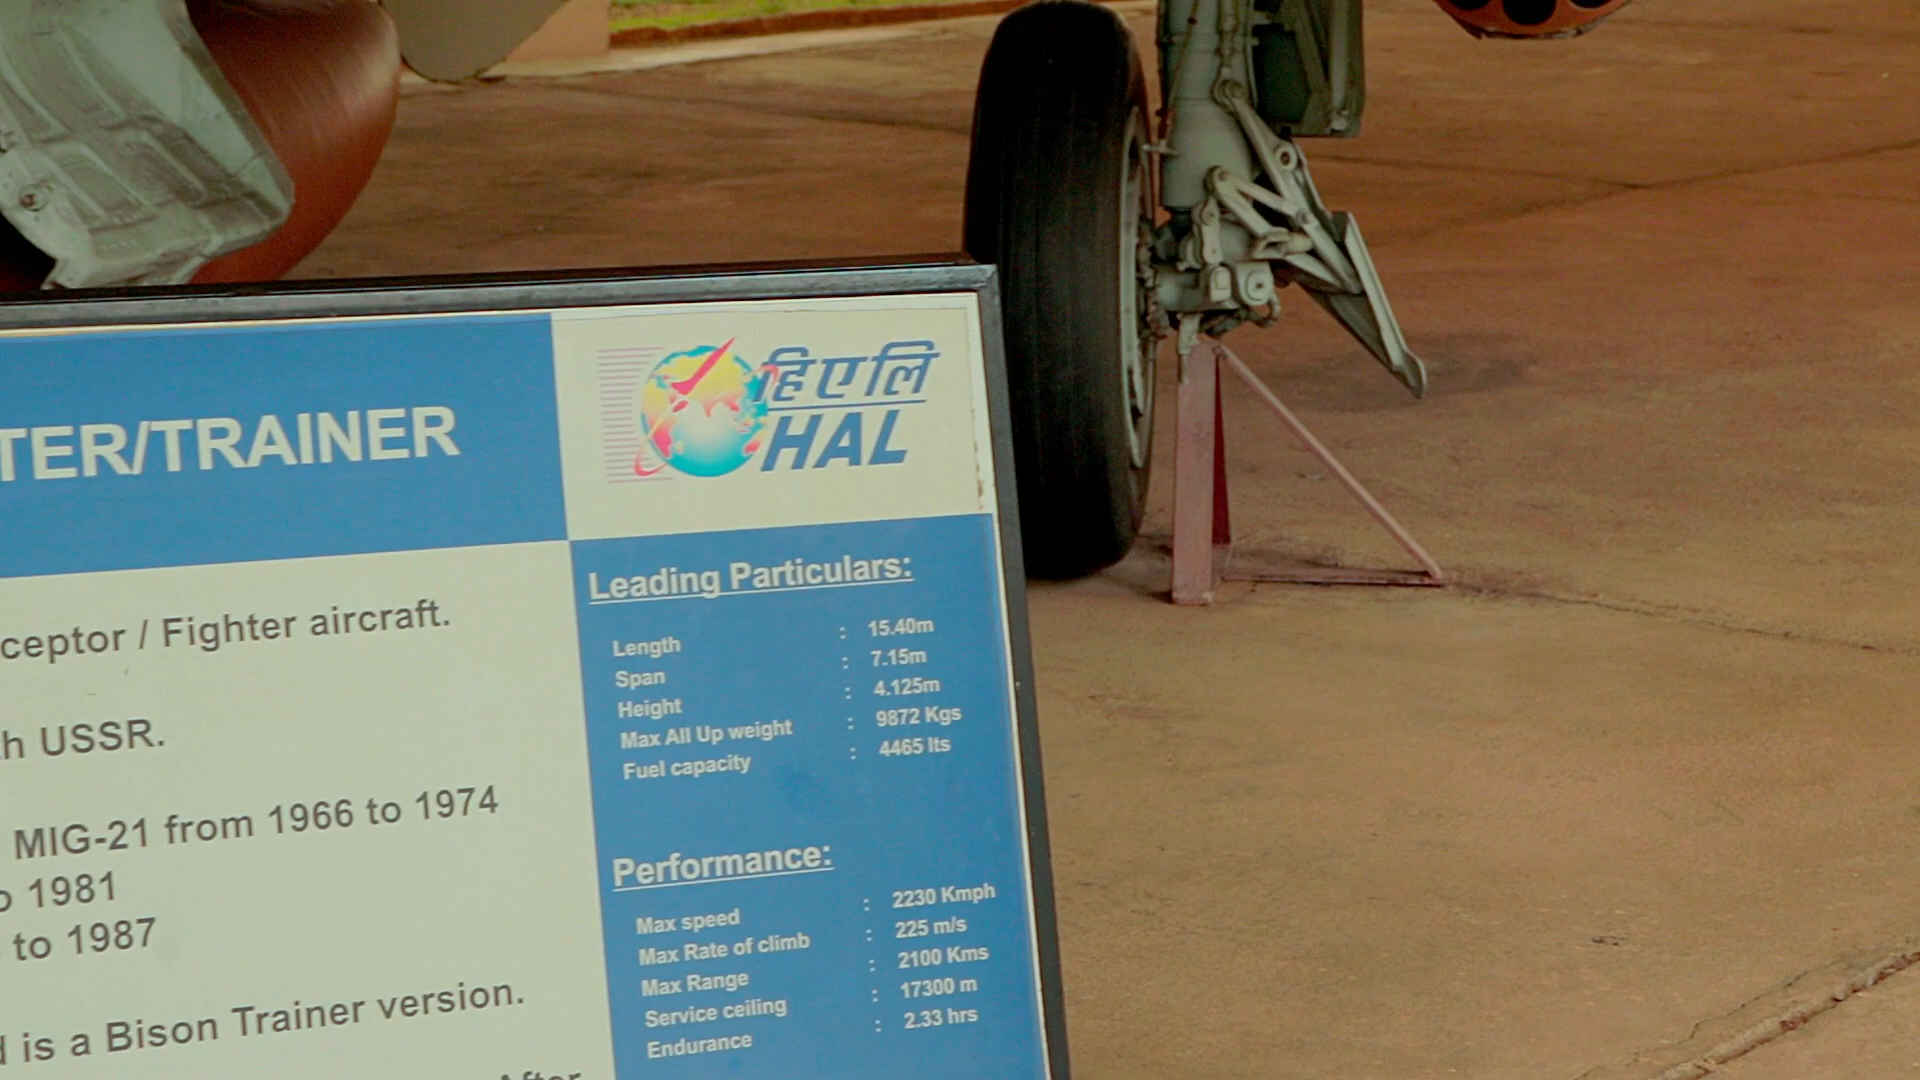 TER/TRAINER
हिएलि
HAL
ceptor / Fighter aircraft.
h USSR.
MIG-21 from 1966 to 1974
1981
to 1987
is a Bison Trainer version.
After
Leading Particulars:
Length : 15.40m
Span : 7.15m
Height : 4.125m
Max All Up weight : 9872 Kgs
Fuel capacity : 4465 lts
Performance:
Max speed : 2230 Kmph
Max Rate of climb : 225 m/s
Max Range : 2100 Kms
Service ceiling : 17300 m
Endurance : 2.33 hrs